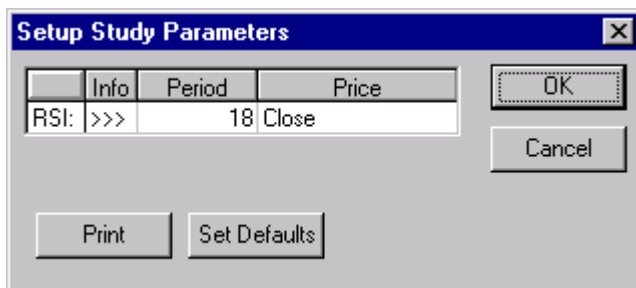 Setup Study Parameters
Info Period Price
RSI: >>> 18 Close
OK
Cancel
Print Set Defaults